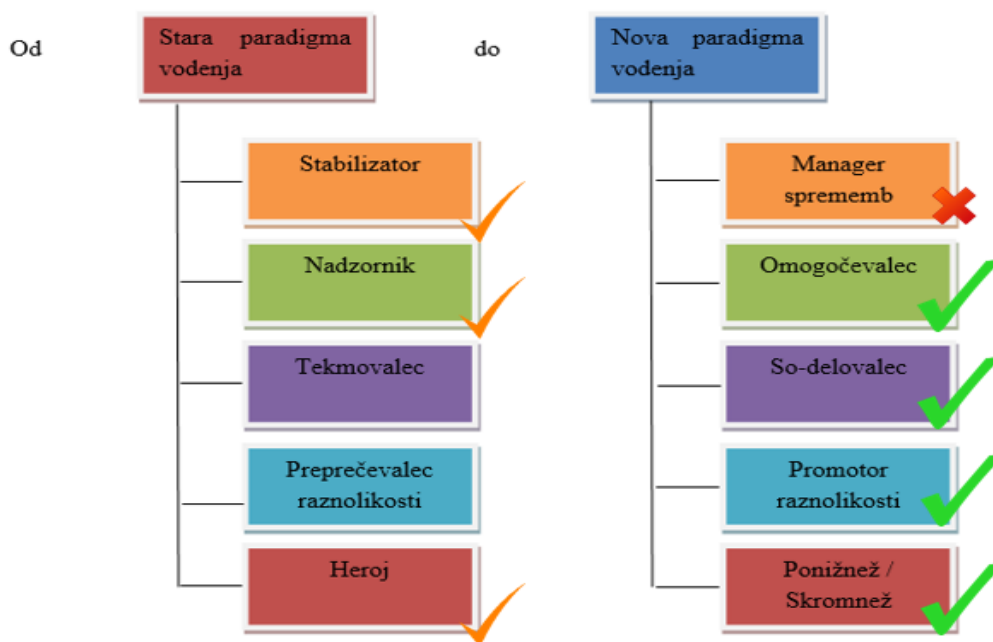 Od
Stara paradigma
vodenja
do
Nova paradigma
vodenja
Stabilizator
Manager
sprememb
Nadzornik
Omogočevalec
Tekmovalec
So-delovalec
Preprečevalec
raznolikosti
Promotor
raznolikosti
Heroj
Ponižnež /
Skromnež